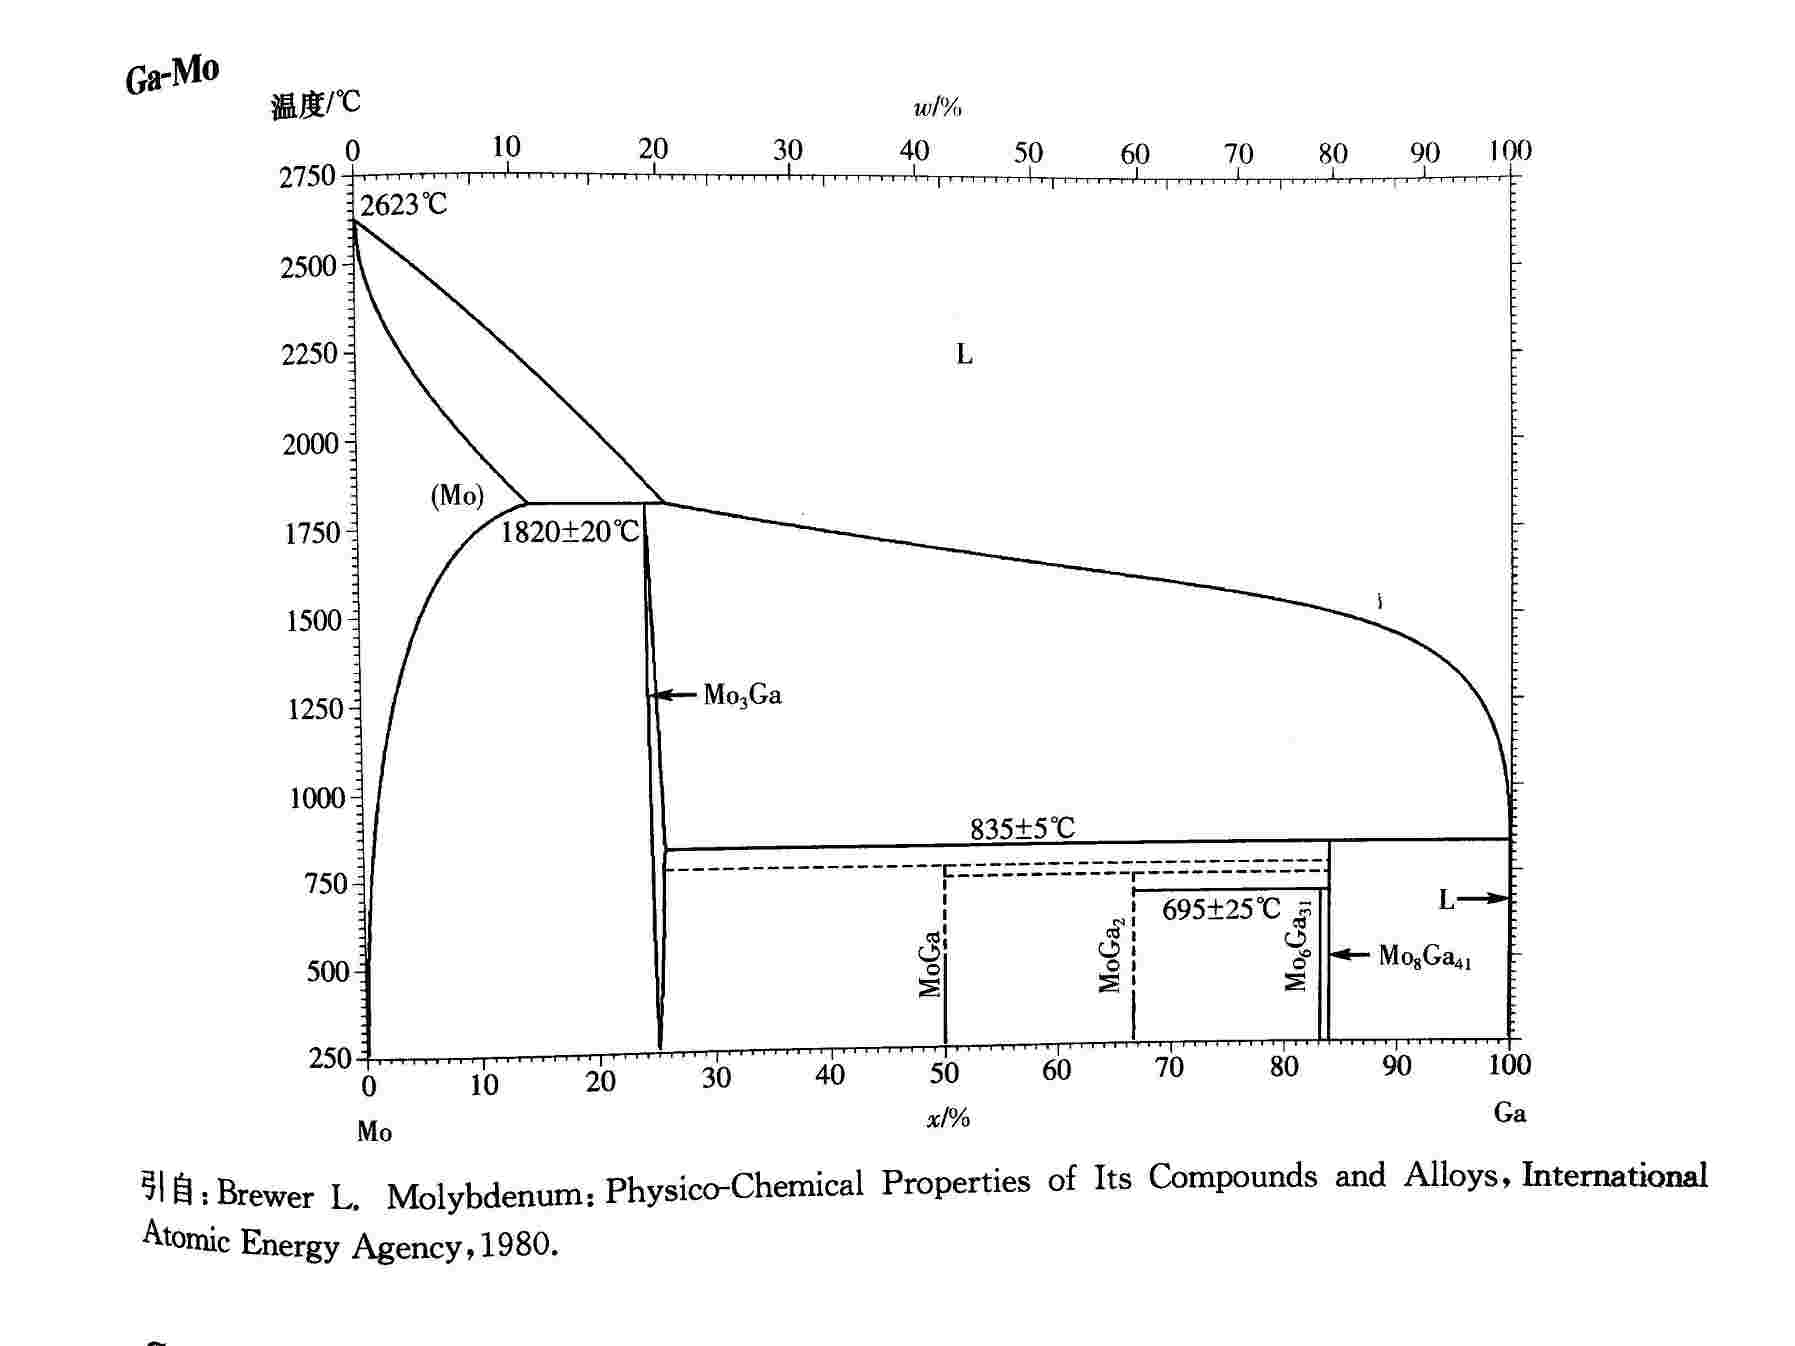 Ga-Mo
温度/℃
w/%
0 10 20 30 40 50 60 70 80 90 100
2750
2623℃
2500
2250
L
2000
(Mo)
1820±20℃
1750
1500
1250
Mo₃Ga
1000
835±5℃
750
L
695±25℃
MoGa
MoGa₂
Mo₆Ga₃₁
Mo₈Ga₄₁
500
250
0 10 20 30 40 50 60 70 80 90 100
Mo
x/%
Ga
引自:Brewer L. Molybdenum: Physico-Chemical Properties of Its Compounds and Alloys, International
Atomic Energy Agency,1980.